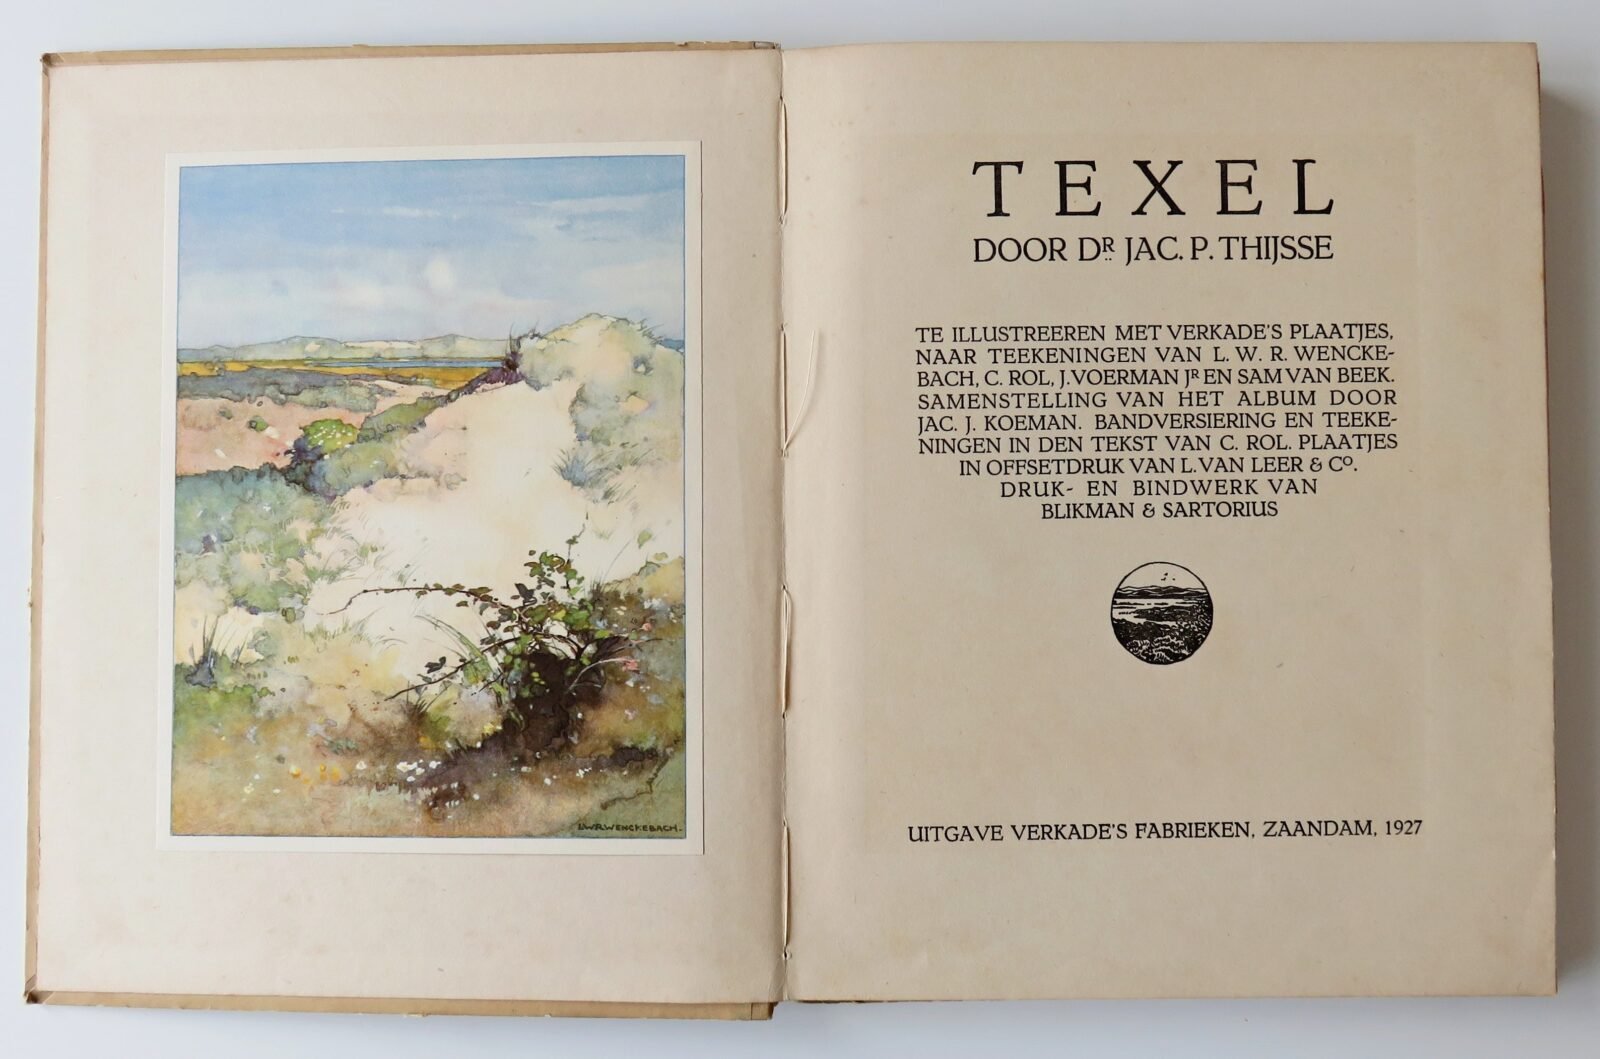 L.W.R.WENCKEBACH.
TEXEL
DOOR DR JAC. P. THIJSSE
TE ILLUSTREEREN MET VERKADE'S PLAATJES,
NAAR TEEKENINGEN VAN L. W. R. WENCKE-
BACH, C. ROL, J. VOERMAN JR EN SAM VAN BEEK.
SAMENSTELLING VAN HET ALBUM DOOR
JAC. J. KOEMAN. BANDVERSIERING EN TEEKE-
NINGEN IN DEN TEKST VAN C. ROL. PLAATJES
IN OFFSETDRUK VAN L. VAN LEER & CO.
DRUK- EN BINDWERK VAN
BLIKMAN & SARTORIUS
UITGAVE VERKADE'S FABRIEKEN, ZAANDAM, 1927